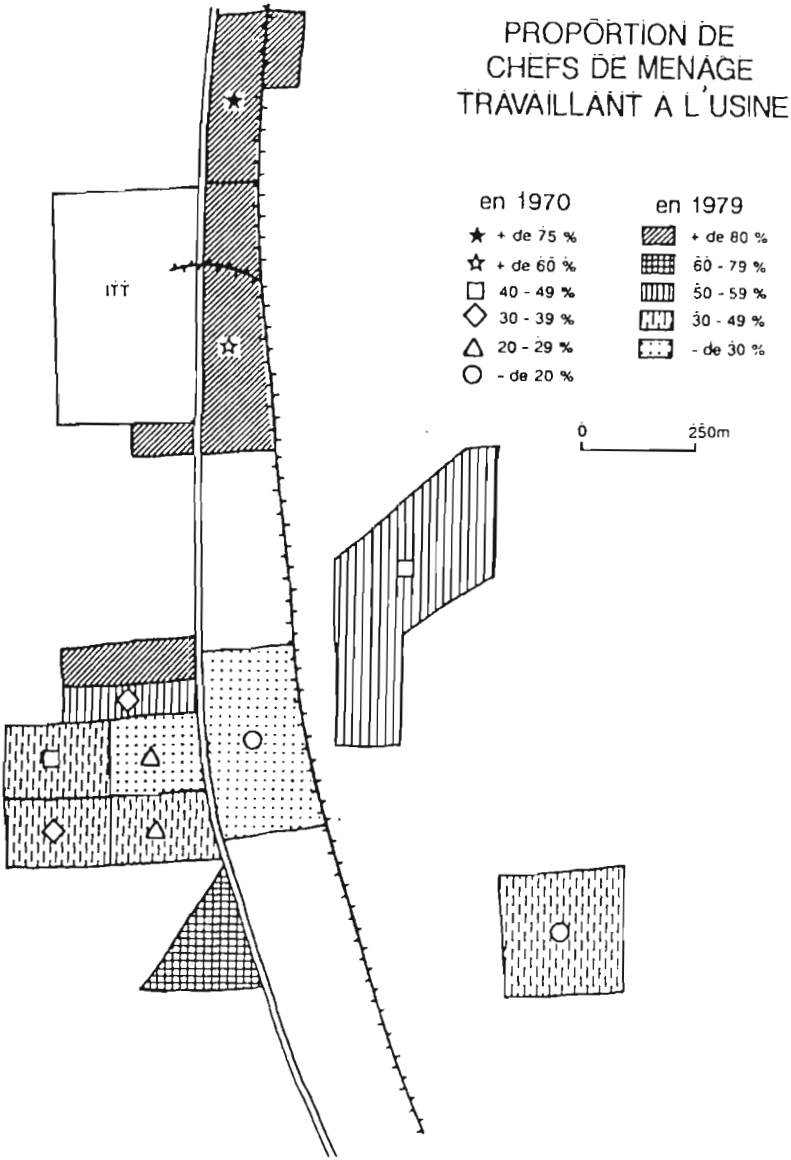 PROPORTION DE
CHEFS DE MENAGE
TRAVAILLANT A L'USINE
en 1970
+ de 75 %
+ de 60 %
40 - 49 %
30 - 39 %
20 - 29 %
- de 20 %
en 1979
+ de 80 %
60 - 79 %
50 - 59 %
30 - 49 %
- de 30 %
0 250m
ITT